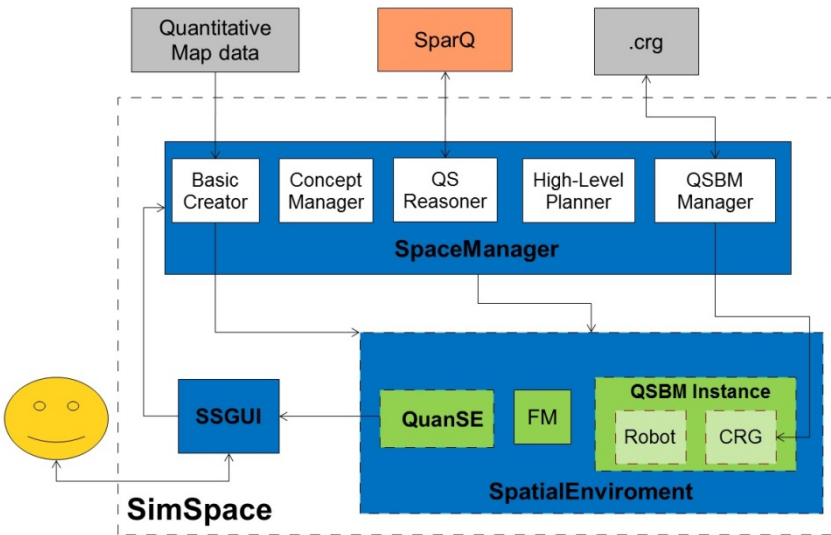 Quantitative
Map data
SparQ
.crg
Basic
Creator
Concept
Manager
QS
Reasoner
High-Level
Planner
QSBM
Manager
SpaceManager
SSGUI
QuanSE
FM
QSBM Instance
Robot
CRG
SpatialEnviroment
SimSpace